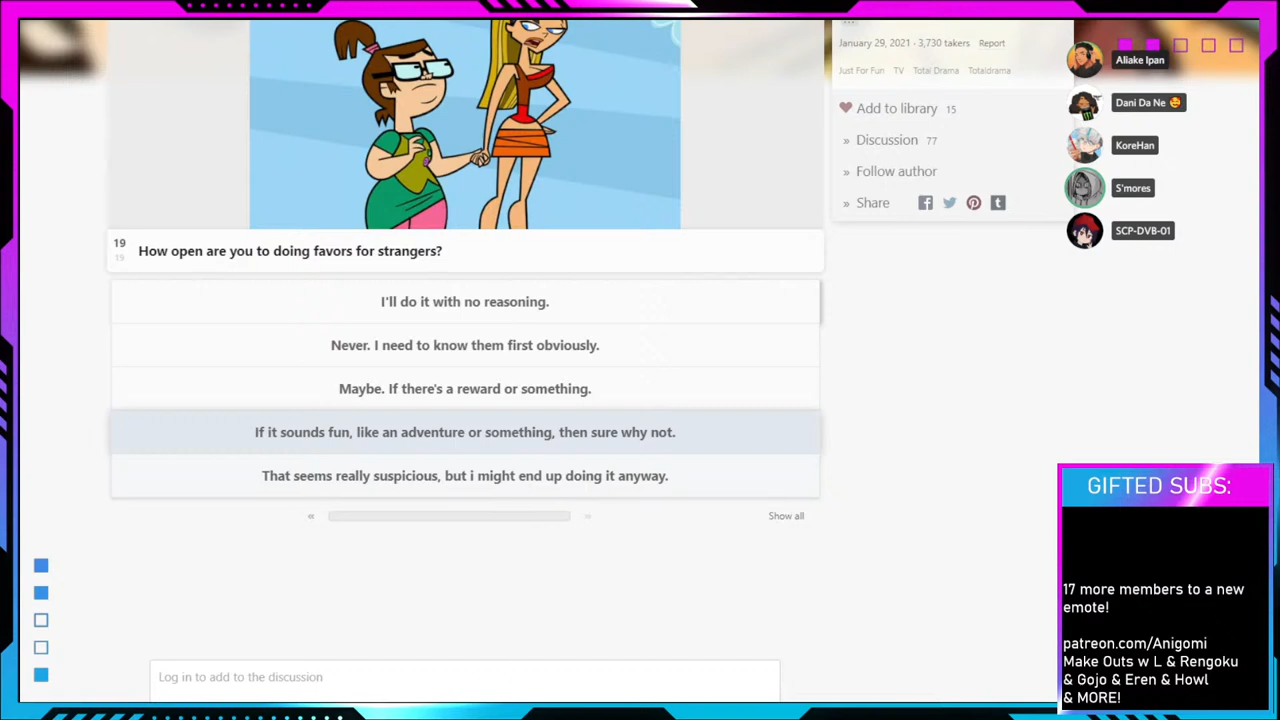 January 29, 2021 · 3,730 takers Report
Just For Fun TV Total Drama Totaldrama
Add to library 15
» Discussion 77
» Follow author
» Share
Aliake Ipan
Dani Da Ne 🥰
KoreHan
S'mores
SCP-DVB-01
19
19
How open are you to doing favors for strangers?
I'll do it with no reasoning.
Never. I need to know them first obviously.
Maybe. If there's a reward or something.
If it sounds fun, like an adventure or something, then sure why not.
That seems really suspicious, but i might end up doing it anyway.
« » Show all
Log in to add to the discussion
GIFTED SUBS:
17 more members to a new
emote!
patreon.com/Anigomi
Make Outs w L & Rengoku
& Gojo & Eren & Howl
& MORE!